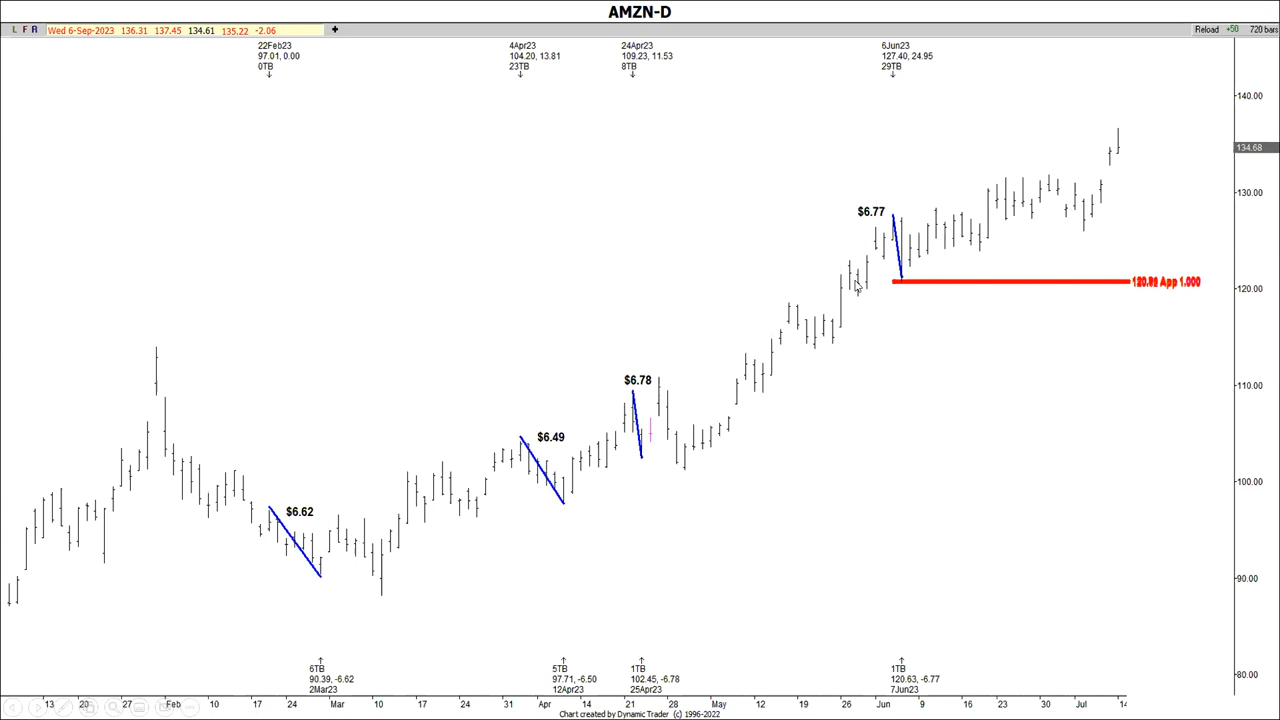 AMZN-D
L F R Wed 6-Sep-2023 136.31 137.45 134.61 135.22 -2.06
Reload +50 720 bars
22Feb23
97.01, 0.00
0TB
4Apr23
104.20, 13.81
23TB
24Apr23
109.23, 11.53
8TB
6Jun23
127.40, 24.95
29TB
140.00
134.68
130.00
120.00
110.00
100.00
90.00
80.00
$6.77
App 1.000
$6.78
$6.49
$6.62
6TB
90.39, -6.62
2Mar23
5TB
97.71, -6.50
12Apr23
1TB
102.45, -6.78
25Apr23
1TB
120.63, -6.77
7Jun23
13 20 Feb 10 17 24 Mar 10 17 24 31 Apr 14 21 May 12 19 26 Jun 9 16 23 30 Jul 14
Chart created by Dynamic Trader (c) 1996-2022